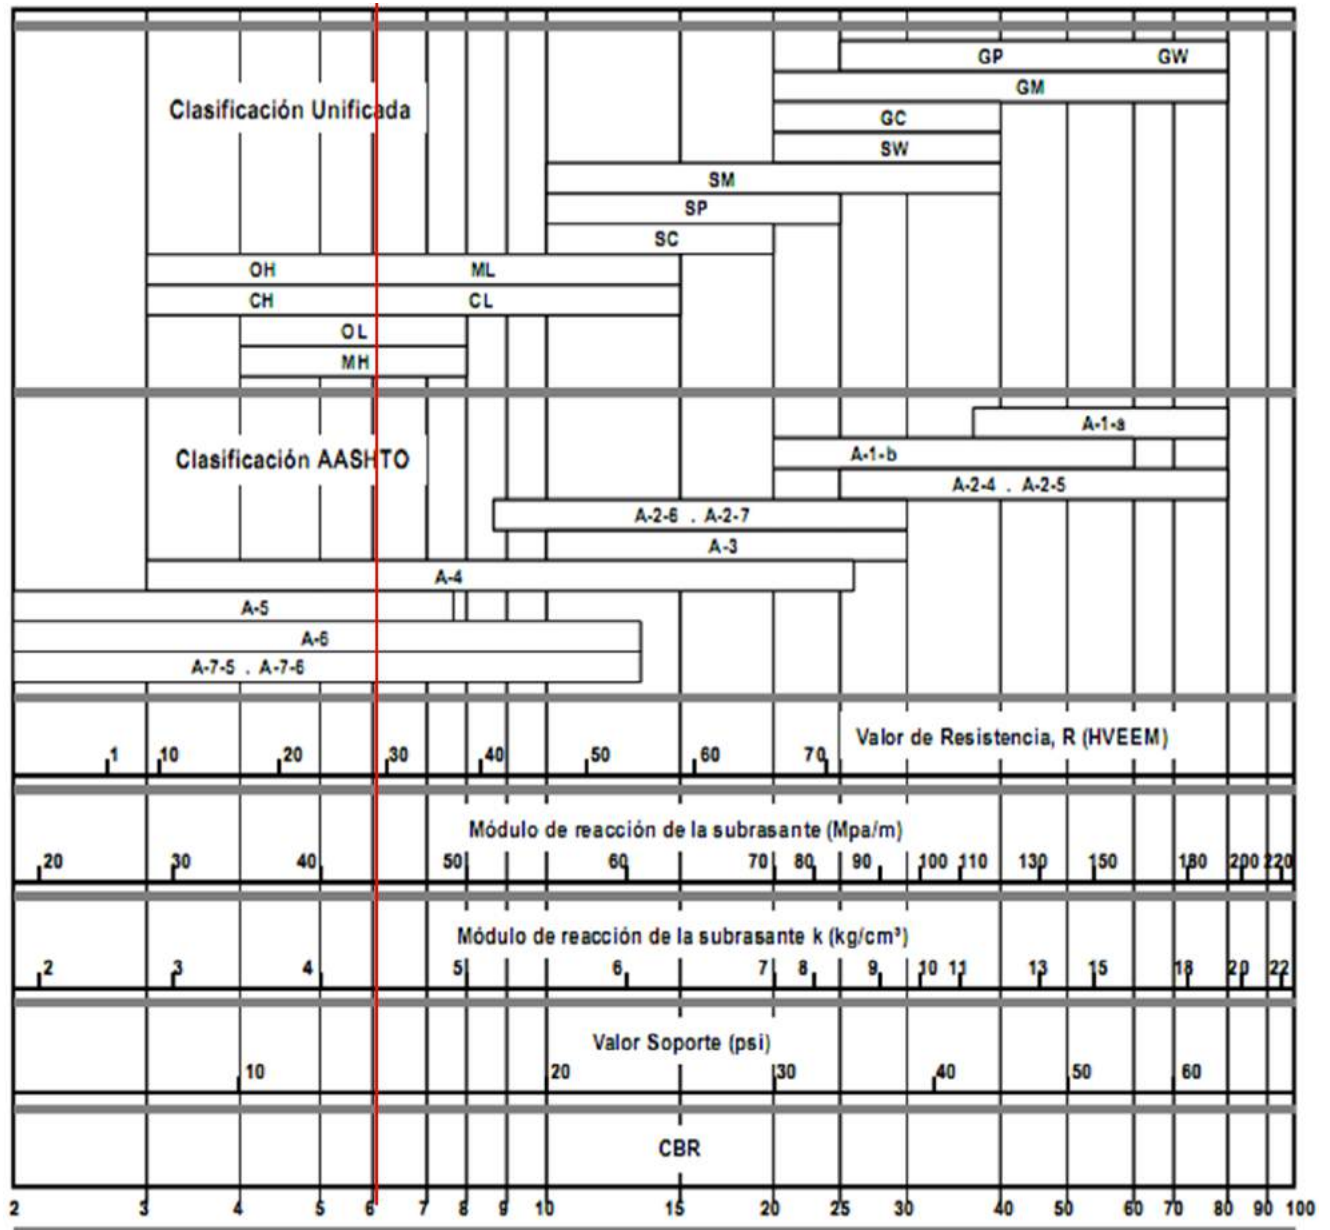 GP GW
GM
Clasificación Unificada
GC
SW
SM
SP
SC
OH ML
CH CL
OL
MH
A-1-a
Clasificación AASHTO
A-1-b
A-2-4 . A-2-5
A-2-6 . A-2-7
A-3
A-4
A-5
A-6
A-7-5 . A-7-6
Valor de Resistencia, R (HVEEM)
1 10 20 30 40 50 60 70
Módulo de reacción de la subrasante (Mpa/m)
20 30 40 50 60 70 80 90 100 110 130 150 180 200 220
Módulo de reacción de la subrasante k (kg/cm³)
2 3 4 5 6 7 8 9 10 11 13 15 18 20 22
Valor Soporte (psi)
10 20 30 40 50 60
CBR
2 3 4 5 6 7 8 9 10 15 20 25 30 40 50 60 70 80 90 100